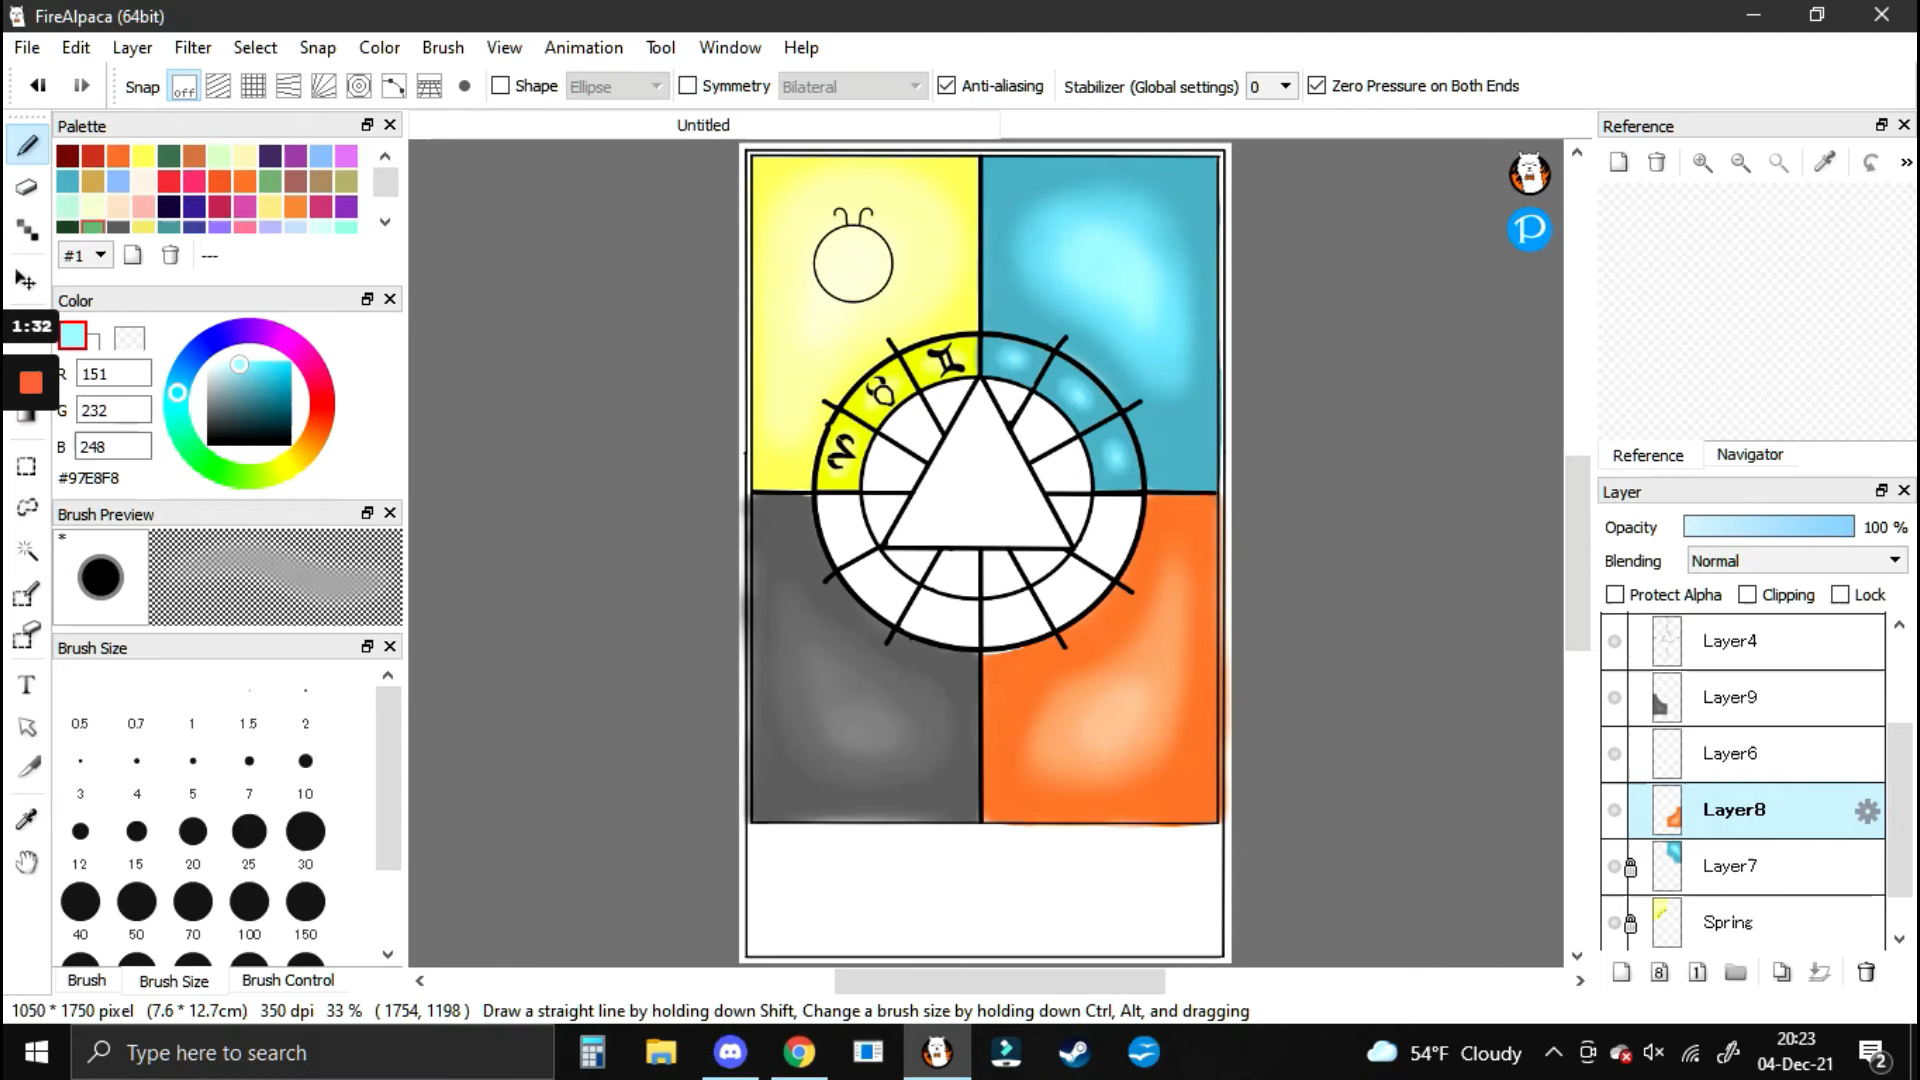 FireAlpaca (64bit)
File Edit Layer Filter Select Snap Color Brush View Animation Tool Window Help
Snap off Shape Ellipse Symmetry Bilateral Anti-aliasing Stabilizer (Global settings) 0 Zero Pressure on Both Ends
Palette
Untitled
Reference
#1 ---
Color
1:32
R 151
G 232
B 248
#97E8F8
Reference Navigator
Layer
Opacity 100 %
Brush Preview
*
Blending Normal
Protect Alpha Clipping Lock
Layer4
Brush Size
Layer9
0.5 0.7 1 1.5 2
Layer6
3 4 5 7 10
Layer8
12 15 20 25 30
Layer7
40 50 70 100 150
Spring
Brush Brush Size Brush Control
8 1
T
P
1050 * 1750 pixel (7.6 * 12.7cm) 350 dpi 33 % ( 1754, 1198 ) Draw a straight line by holding down Shift, Change a brush size by holding down Ctrl, Alt, and dragging
Type here to search
54°F Cloudy
20:23
04-Dec-21
2